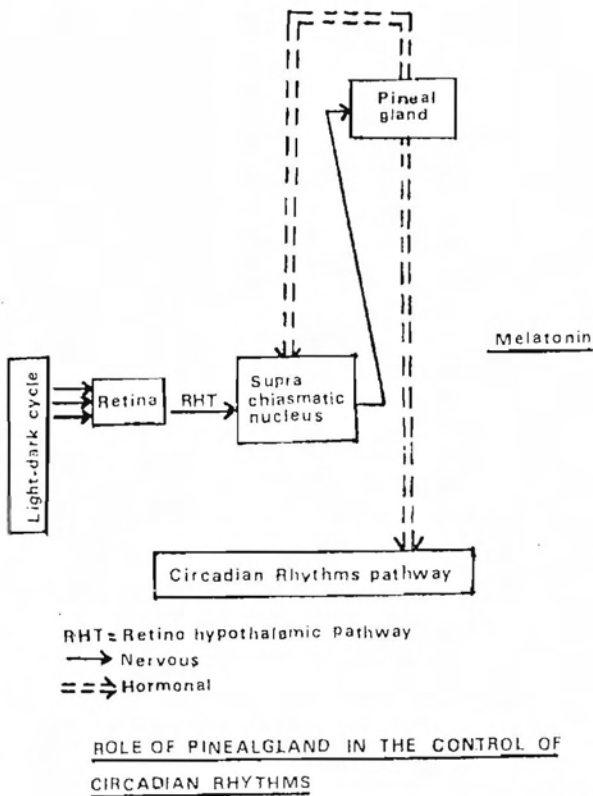 Pineal
gland
Melatonin
Light-dark cycle
Retina
RHT
Supra
chiasmatic
nucleus
Circadian Rhythms pathway
RHT= Retino hypothalamic pathway
Nervous
Hormonal
ROLE OF PINEALGLAND IN THE CONTROL OF
CIRCADIAN RHYTHMS